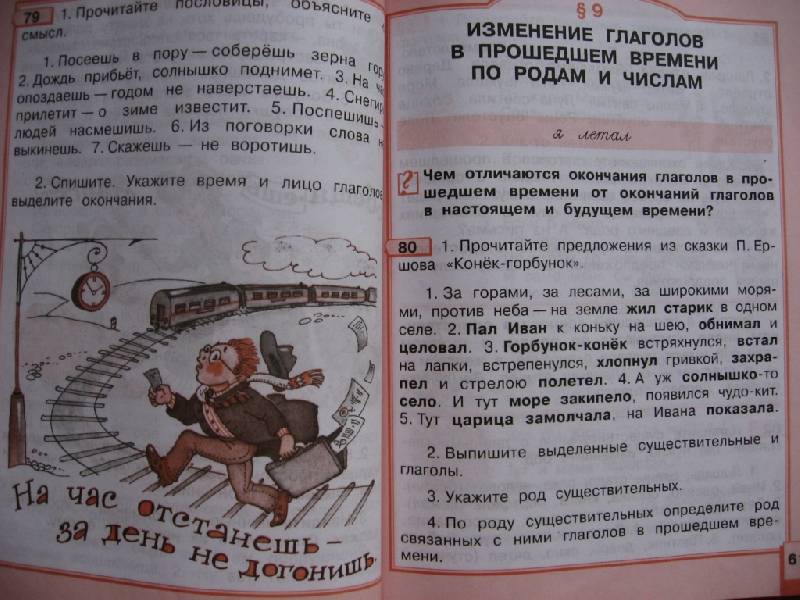 79 1. Прочитайте пословицы, объясните
смысл.
1. Посеешь в пору — соберёшь зерна
2. Дождь прибьёт, солнышко поднимет. 3. На
опоздаешь — годом не наверстаешь. 4.
прилетит — о зиме известит. 5. Поспешишь —
людей насмешишь. 6. Из поговорки слова
выкинешь. 7. Скажешь — не воротишь.
2. Спишите. Укажите время и лицо
выделите окончания.
На час отстанешь —
за день не догонишь.
§ 9
ИЗМЕНЕНИЕ ГЛАГОЛОВ
В ПРОШЕДШЕМ ВРЕМЕНИ
ПО РОДАМ И ЧИСЛАМ
я летал
? Чем отличаются окончания глаголов в про-
шедшем времени от окончаний глаголов
в настоящем и будущем времени?
80 1. Прочитайте предложения из сказки П. Ер-
шова «Конёк-горбунок».
1. За горами, за лесами, за широкими моря-
ми, против неба — на земле жил старик в одном
селе. 2. Пал Иван к коньку на шею, обнимал и
целовал. 3. Горбунок-конёк встряхнулся, встал
на лапки, встрепенулся, хлопнул гривкой, захра-
пел и стрелою полетел. 4. А уж солнышко-то
село. И тут море закипело, появился чудо-кит.
5. Тут царица замолчала, на Ивана показала.
2. Выпишите выделенные существительные и
глаголы.
3. Укажите род существительных.
4. По роду существительных определите род
связанных с ними глаголов в прошедшем вре-
мени.